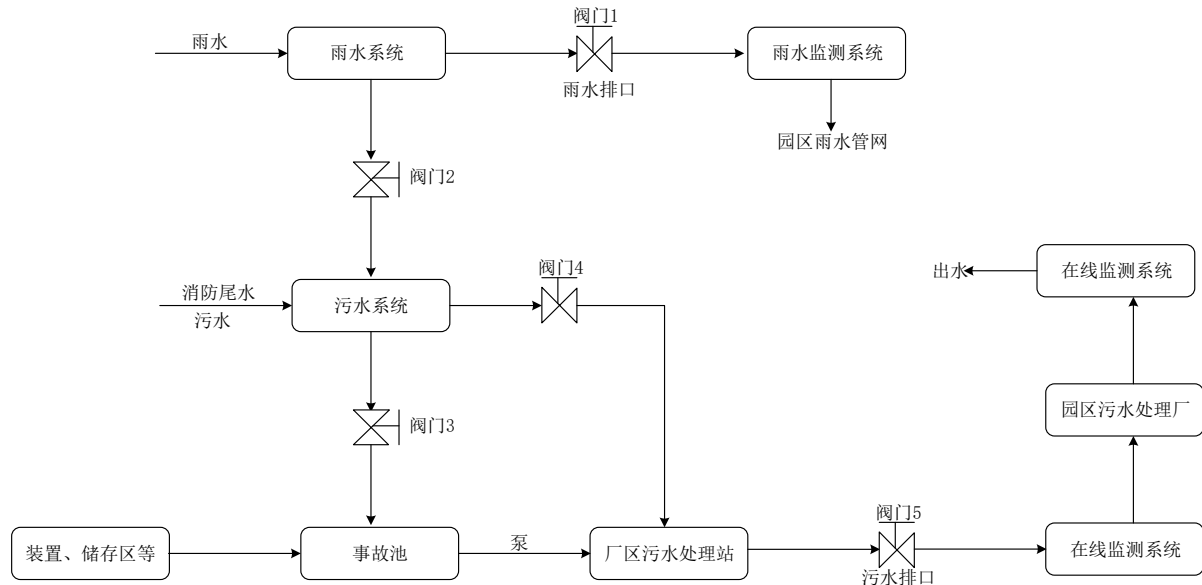 阀门1
雨水
雨水系统
雨水监测系统
雨水排口
园区雨水管网
阀门2
阀门4
出水
在线监测系统
消防尾水
污水系统
污水
园区污水处理厂
阀门3
阀门5
泵
装置、储存区等
事故池
厂区污水处理站
在线监测系统
污水排口